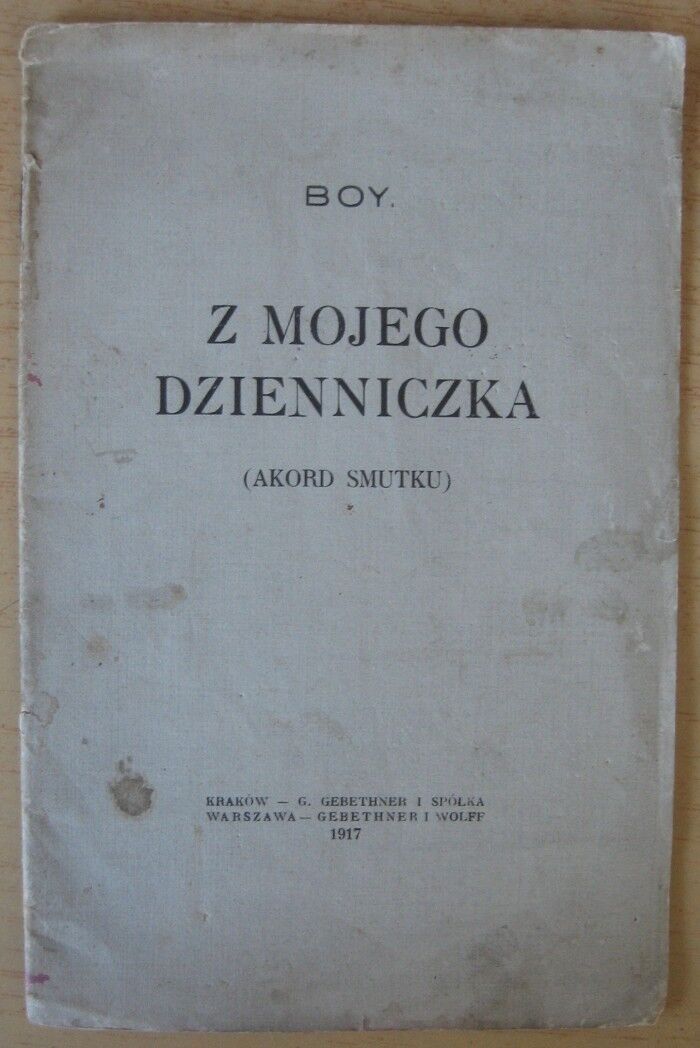 BOY.
Z MOJEGO
DZIENNICZKA
(AKORD SMUTKU)
KRAKÓW — G. GEBETHNER I SPÓŁKA
WARSZAWA — GEBETHNER I WOLFF
1917